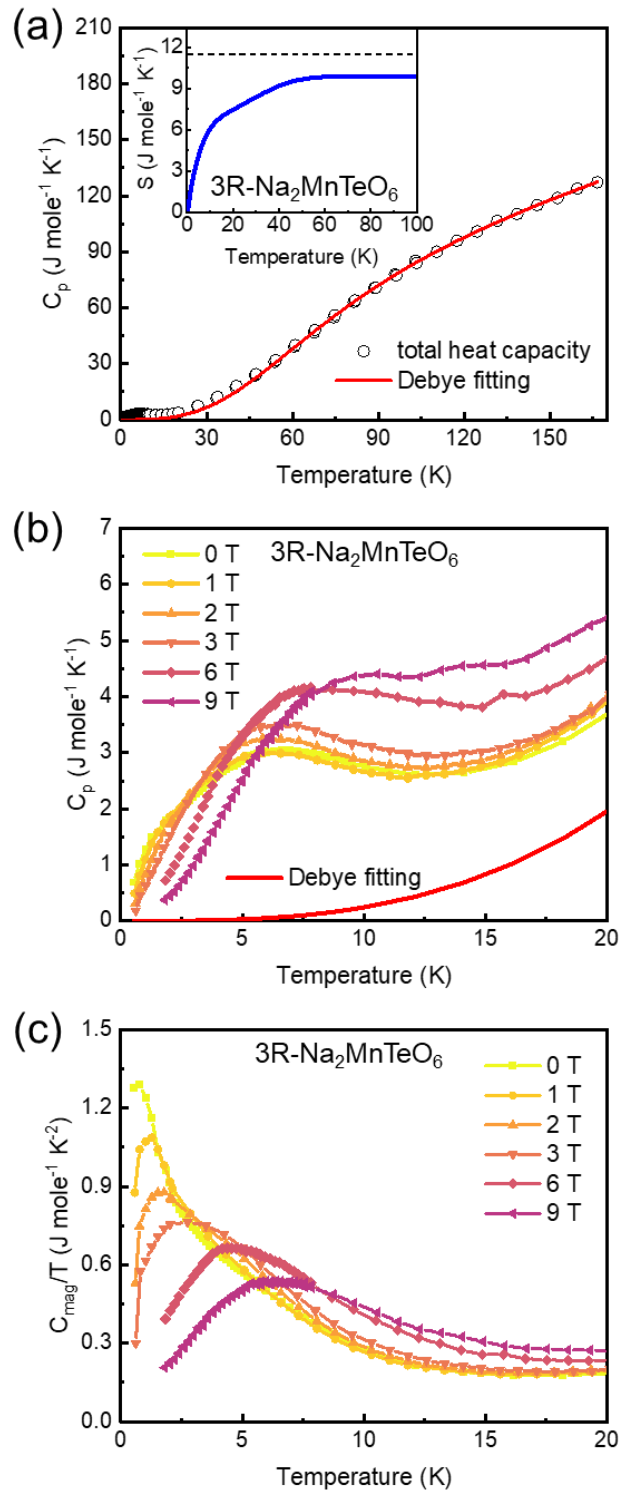 (a)
210
180
150
120
90
60
30
0
C_p (J mole⁻¹ K⁻¹)
12
9
6
3
0
S (J mole⁻¹ K⁻¹)
3R-Na₂MnTeO₆
0 20 40 60 80 100
Temperature (K)
total heat capacity
Debye fitting
0 30 60 90 120 150
Temperature (K)
(b)
7
6
5
4
3
2
1
0
C_p (J mole⁻¹ K⁻¹)
3R-Na₂MnTeO₆
0 T
1 T
2 T
3 T
6 T
9 T
Debye fitting
0 5 10 15 20
Temperature (K)
(c)
1.5
1.2
0.9
0.6
0.3
0.0
C_mag/T (J mole⁻¹ K⁻²)
3R-Na₂MnTeO₆
0 T
1 T
2 T
3 T
6 T
9 T
0 5 10 15 20
Temperature (K)